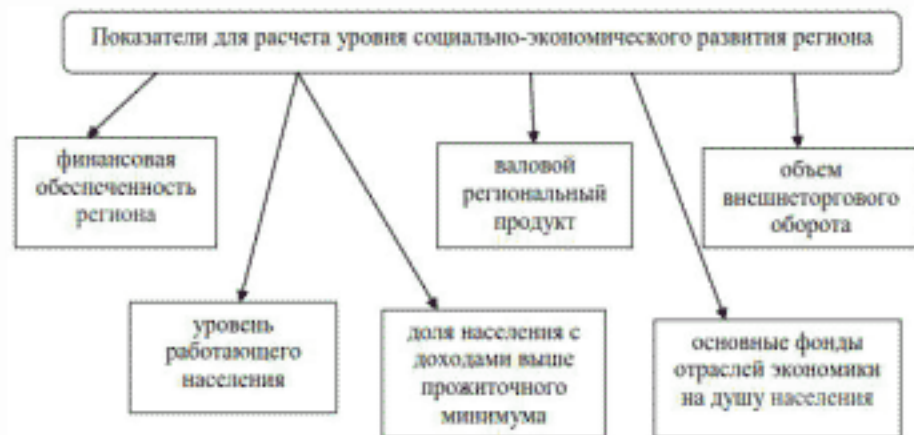 Показатели для расчета уровня социально-экономического развития региона
финансовая
обеспеченность
региона
валовой
региональный
продукт
объем
внешнеторгового
оборота
уровень
работающего
населения
доля населения с
доходами выше
прожиточного
минимума
основные фонды
отраслей экономики
на душу населения